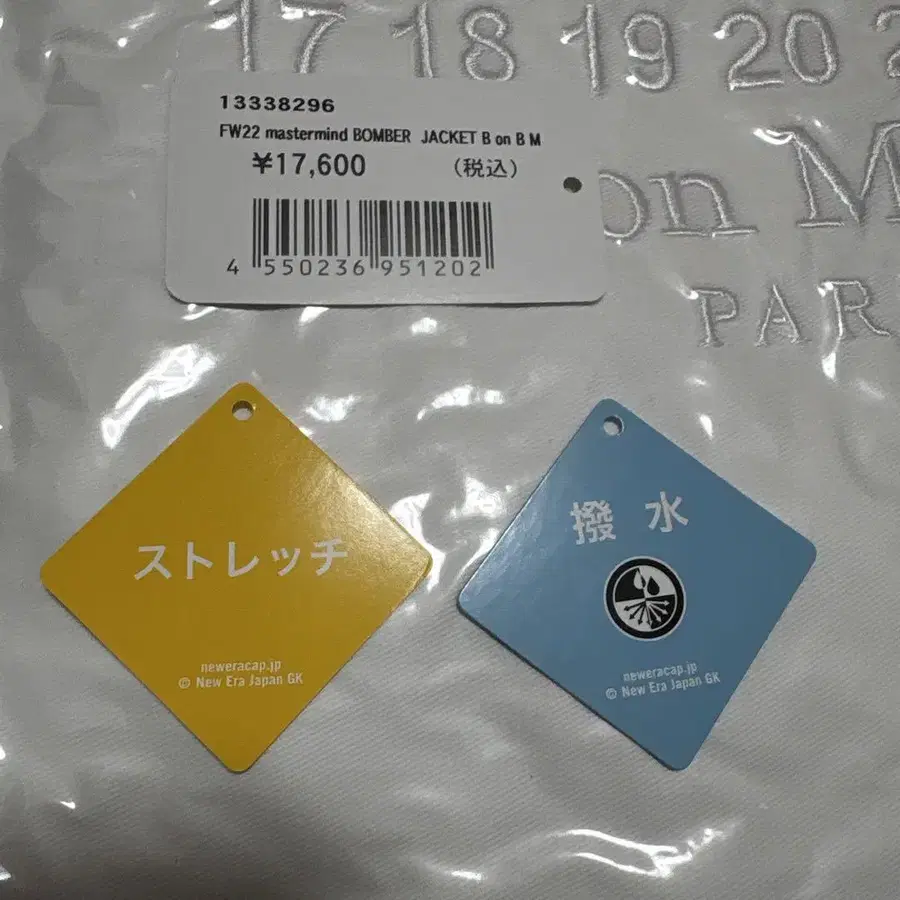 17 18 19 20
13338296
FW22 mastermind BOMBER JACKET B on B M
¥17,600 (税込)
4 550236 951202
on M
PAR
ストレッチ
neweracap.jp
© New Era Japan GK
撥水
neweracap.jp
© New Era Japan GK